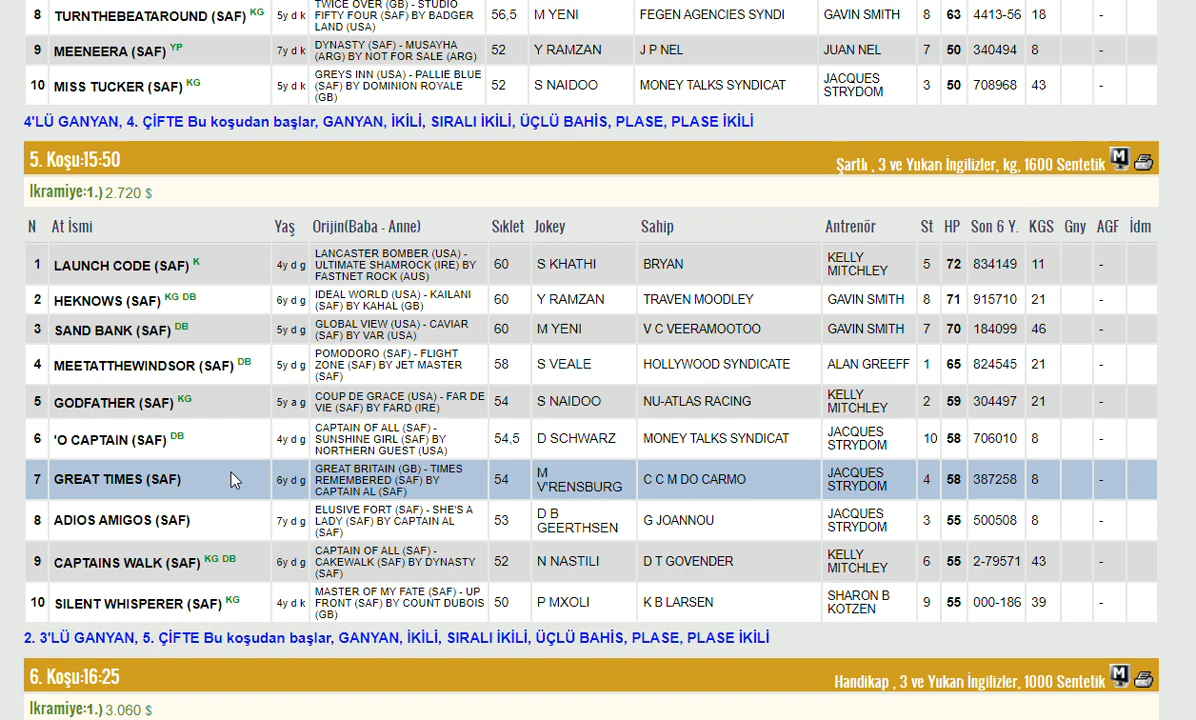 8 TURNTHEBEATAROUND (SAF) KG 5y d k TWICE OVER (GB) - STUDIO FIFTY FOUR (SAF) BY BADGER LAND (USA) 56,5 M YENI FEGEN AGENCIES SYNDI GAVIN SMITH 8 63 4413-56 18 -
9 MEENEERA (SAF) YP 7y d k DYNASTY (SAF) - MUSAYHA (ARG) BY NOT FOR SALE (ARG) 52 Y RAMZAN J P NEL JUAN NEL 7 50 340494 8 -
10 MISS TUCKER (SAF) KG 5y d k GREYS INN (USA) - PALLIE BLUE (SAF) BY DOMINION ROYALE (GB) 52 S NAIDOO MONEY TALKS SYNDICAT JACQUES STRYDOM 3 50 708968 43 -
4'LÜ GANYAN, 4. ÇİFTE Bu koşudan başlar, GANYAN, İKİLİ, SIRALI İKİLİ, ÜÇLÜ BAHİS, PLASE, PLASE İKİLİ
5. Koşu:15:50 Şartlı , 3 ve Yukarı İngilizler, kg, 1600 Sentetik M
Ikramiye:1.) 2.720 $
N At İsmi Yaş Orijin(Baba - Anne) Sıklet Jokey Sahip Antrenör St HP Son 6 Y. KGS Gny AGF İdm
1 LAUNCH CODE (SAF) K 4y d g LANCASTER BOMBER (USA) - ULTIMATE SHAMROCK (IRE) BY FASTNET ROCK (AUS) 60 S KHATHI BRYAN KELLY MITCHLEY 5 72 834149 11 -
2 HEKNOWS (SAF) KG DB 6y d g IDEAL WORLD (USA) - KAILANI (SAF) BY KAHAL (GB) 60 Y RAMZAN TRAVEN MOODLEY GAVIN SMITH 8 71 915710 21 -
3 SAND BANK (SAF) DB 5y d g GLOBAL VIEW (USA) - CAVIAR (SAF) BY VAR (USA) 60 M YENI V C VEERAMOOTOO GAVIN SMITH 7 70 184099 46 -
4 MEETATTHEWINDSOR (SAF) DB 5y d g POMODORO (SAF) - FLIGHT ZONE (SAF) BY JET MASTER (SAF) 58 S VEALE HOLLYWOOD SYNDICATE ALAN GREEFF 1 65 824545 21 -
5 GODFATHER (SAF) KG 5y a g COUP DE GRACE (USA) - FAR DE VIE (SAF) BY FARD (IRE) 54 S NAIDOO NU-ATLAS RACING KELLY MITCHLEY 2 59 304497 21 -
6 'O CAPTAIN (SAF) DB 4y d g CAPTAIN OF ALL (SAF) - SUNSHINE GIRL (SAF) BY NORTHERN GUEST (USA) 54,5 D SCHWARZ MONEY TALKS SYNDICAT JACQUES STRYDOM 10 58 706010 8 -
7 GREAT TIMES (SAF) 6y d g GREAT BRITAIN (GB) - TIMES REMEMBERED (SAF) BY CAPTAIN AL (SAF) 54 M V'RENSBURG C C M DO CARMO JACQUES STRYDOM 4 58 387258 8 -
8 ADIOS AMIGOS (SAF) 7y d g ELUSIVE FORT (SAF) - SHE'S A LADY (SAF) BY CAPTAIN AL (SAF) 53 D B GEERTHSEN G JOANNOU JACQUES STRYDOM 3 55 500508 8 -
9 CAPTAINS WALK (SAF) KG DB 6y d g CAPTAIN OF ALL (SAF) - CAKEWALK (SAF) BY DYNASTY (SAF) 52 N NASTILI D T GOVENDER KELLY MITCHLEY 6 55 2-79571 43 -
10 SILENT WHISPERER (SAF) KG 4y d k MASTER OF MY FATE (SAF) - UP FRONT (SAF) BY COUNT DUBOIS (GB) 50 P MXOLI K B LARSEN SHARON B KOTZEN 9 55 000-186 39 -
2. 3'LÜ GANYAN, 5. ÇİFTE Bu koşudan başlar, GANYAN, İKİLİ, SIRALI İKİLİ, ÜÇLÜ BAHİS, PLASE, PLASE İKİLİ
6. Koşu:16:25 Handikap , 3 ve Yukarı İngilizler, 1000 Sentetik M
Ikramiye:1.) 3.060 $